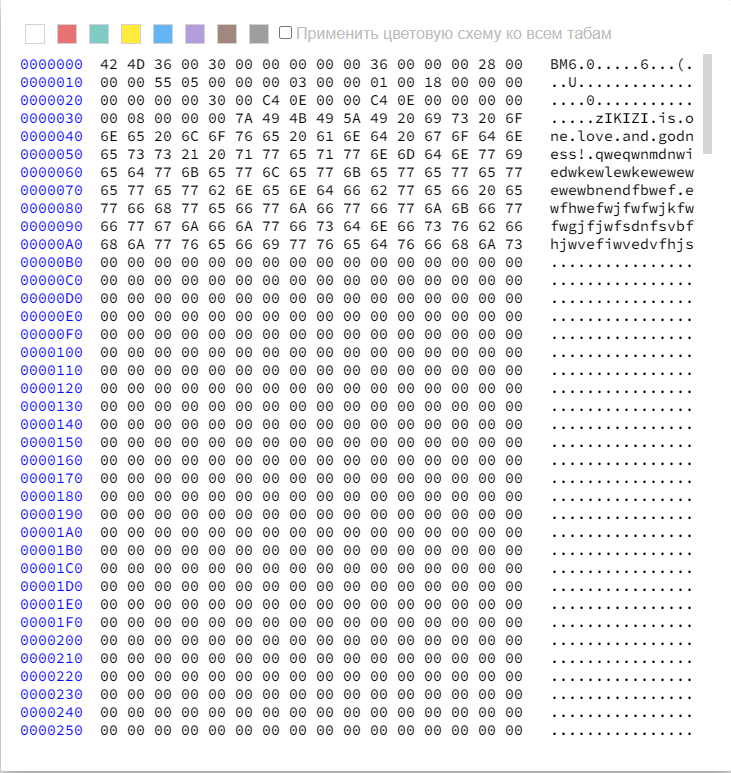 Применить цветовую схему ко всем табам
0000000 42 4D 36 00 30 00 00 00 00 00 36 00 00 00 28 00 BM6.0.....6...(.
0000010 00 00 55 05 00 00 00 03 00 00 01 00 18 00 00 00 ..U.............
0000020 00 00 00 00 30 00 C4 0E 00 00 C4 0E 00 00 00 00 ....0...........
0000030 00 08 00 00 00 7A 49 4B 49 5A 49 20 69 73 20 6F .....zIKIZI.is.o
0000040 6E 65 20 6C 6F 76 65 20 61 6E 64 20 67 6F 64 6E ne.love.and.godn
0000050 65 73 73 21 20 71 77 65 71 77 6E 6D 64 6E 77 69 ess!.qweqwnmdnwi
0000060 65 64 77 6B 65 77 6C 65 77 6B 65 77 65 77 65 77 edwkewlewkewewew
0000070 65 77 65 77 62 6E 65 6E 64 66 62 77 65 66 20 65 ewewbnendfbwef.e
0000080 77 66 68 77 65 66 77 6A 66 77 66 77 6A 6B 66 77 wfhwefwjfwfwjkfw
0000090 66 77 67 6A 66 6A 77 66 73 64 6E 66 73 76 62 66 fwgjfjwfsdnfsvbf
00000A0 68 6A 77 76 65 66 69 77 76 65 64 76 66 68 6A 73 hjwvefiwvedvfhjs
00000B0 00 00 00 00 00 00 00 00 00 00 00 00 00 00 00 00 ................
00000C0 00 00 00 00 00 00 00 00 00 00 00 00 00 00 00 00 ................
00000D0 00 00 00 00 00 00 00 00 00 00 00 00 00 00 00 00 ................
00000E0 00 00 00 00 00 00 00 00 00 00 00 00 00 00 00 00 ................
00000F0 00 00 00 00 00 00 00 00 00 00 00 00 00 00 00 00 ................
0000100 00 00 00 00 00 00 00 00 00 00 00 00 00 00 00 00 ................
0000110 00 00 00 00 00 00 00 00 00 00 00 00 00 00 00 00 ................
0000120 00 00 00 00 00 00 00 00 00 00 00 00 00 00 00 00 ................
0000130 00 00 00 00 00 00 00 00 00 00 00 00 00 00 00 00 ................
0000140 00 00 00 00 00 00 00 00 00 00 00 00 00 00 00 00 ................
0000150 00 00 00 00 00 00 00 00 00 00 00 00 00 00 00 00 ................
0000160 00 00 00 00 00 00 00 00 00 00 00 00 00 00 00 00 ................
0000170 00 00 00 00 00 00 00 00 00 00 00 00 00 00 00 00 ................
0000180 00 00 00 00 00 00 00 00 00 00 00 00 00 00 00 00 ................
0000190 00 00 00 00 00 00 00 00 00 00 00 00 00 00 00 00 ................
00001A0 00 00 00 00 00 00 00 00 00 00 00 00 00 00 00 00 ................
00001B0 00 00 00 00 00 00 00 00 00 00 00 00 00 00 00 00 ................
00001C0 00 00 00 00 00 00 00 00 00 00 00 00 00 00 00 00 ................
00001D0 00 00 00 00 00 00 00 00 00 00 00 00 00 00 00 00 ................
00001E0 00 00 00 00 00 00 00 00 00 00 00 00 00 00 00 00 ................
00001F0 00 00 00 00 00 00 00 00 00 00 00 00 00 00 00 00 ................
0000200 00 00 00 00 00 00 00 00 00 00 00 00 00 00 00 00 ................
0000210 00 00 00 00 00 00 00 00 00 00 00 00 00 00 00 00 ................
0000220 00 00 00 00 00 00 00 00 00 00 00 00 00 00 00 00 ................
0000230 00 00 00 00 00 00 00 00 00 00 00 00 00 00 00 00 ................
0000240 00 00 00 00 00 00 00 00 00 00 00 00 00 00 00 00 ................
0000250 00 00 00 00 00 00 00 00 00 00 00 00 00 00 00 00 ................